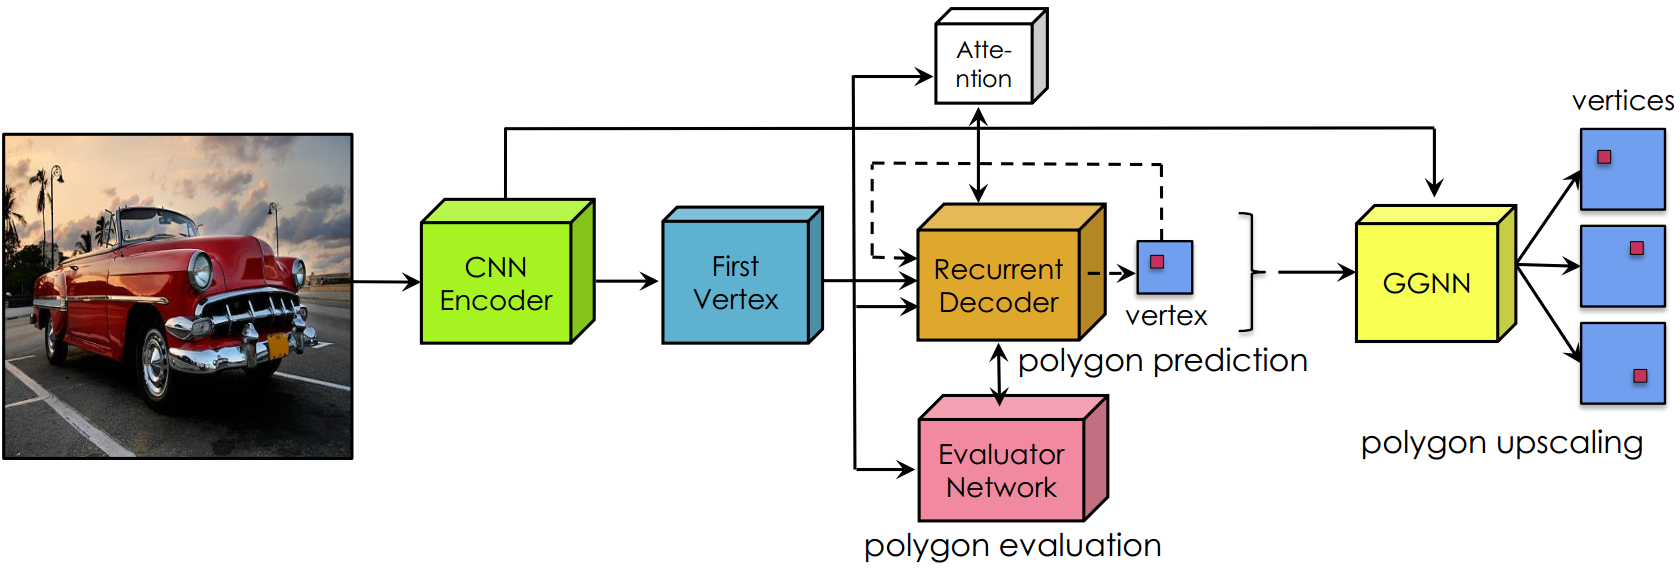 Atte-
ntion
vertices
CNN
Encoder
First
Vertex
Recurrent
Decoder
vertex
GGNN
polygon prediction
polygon upscaling
Evaluator
Network
polygon evaluation